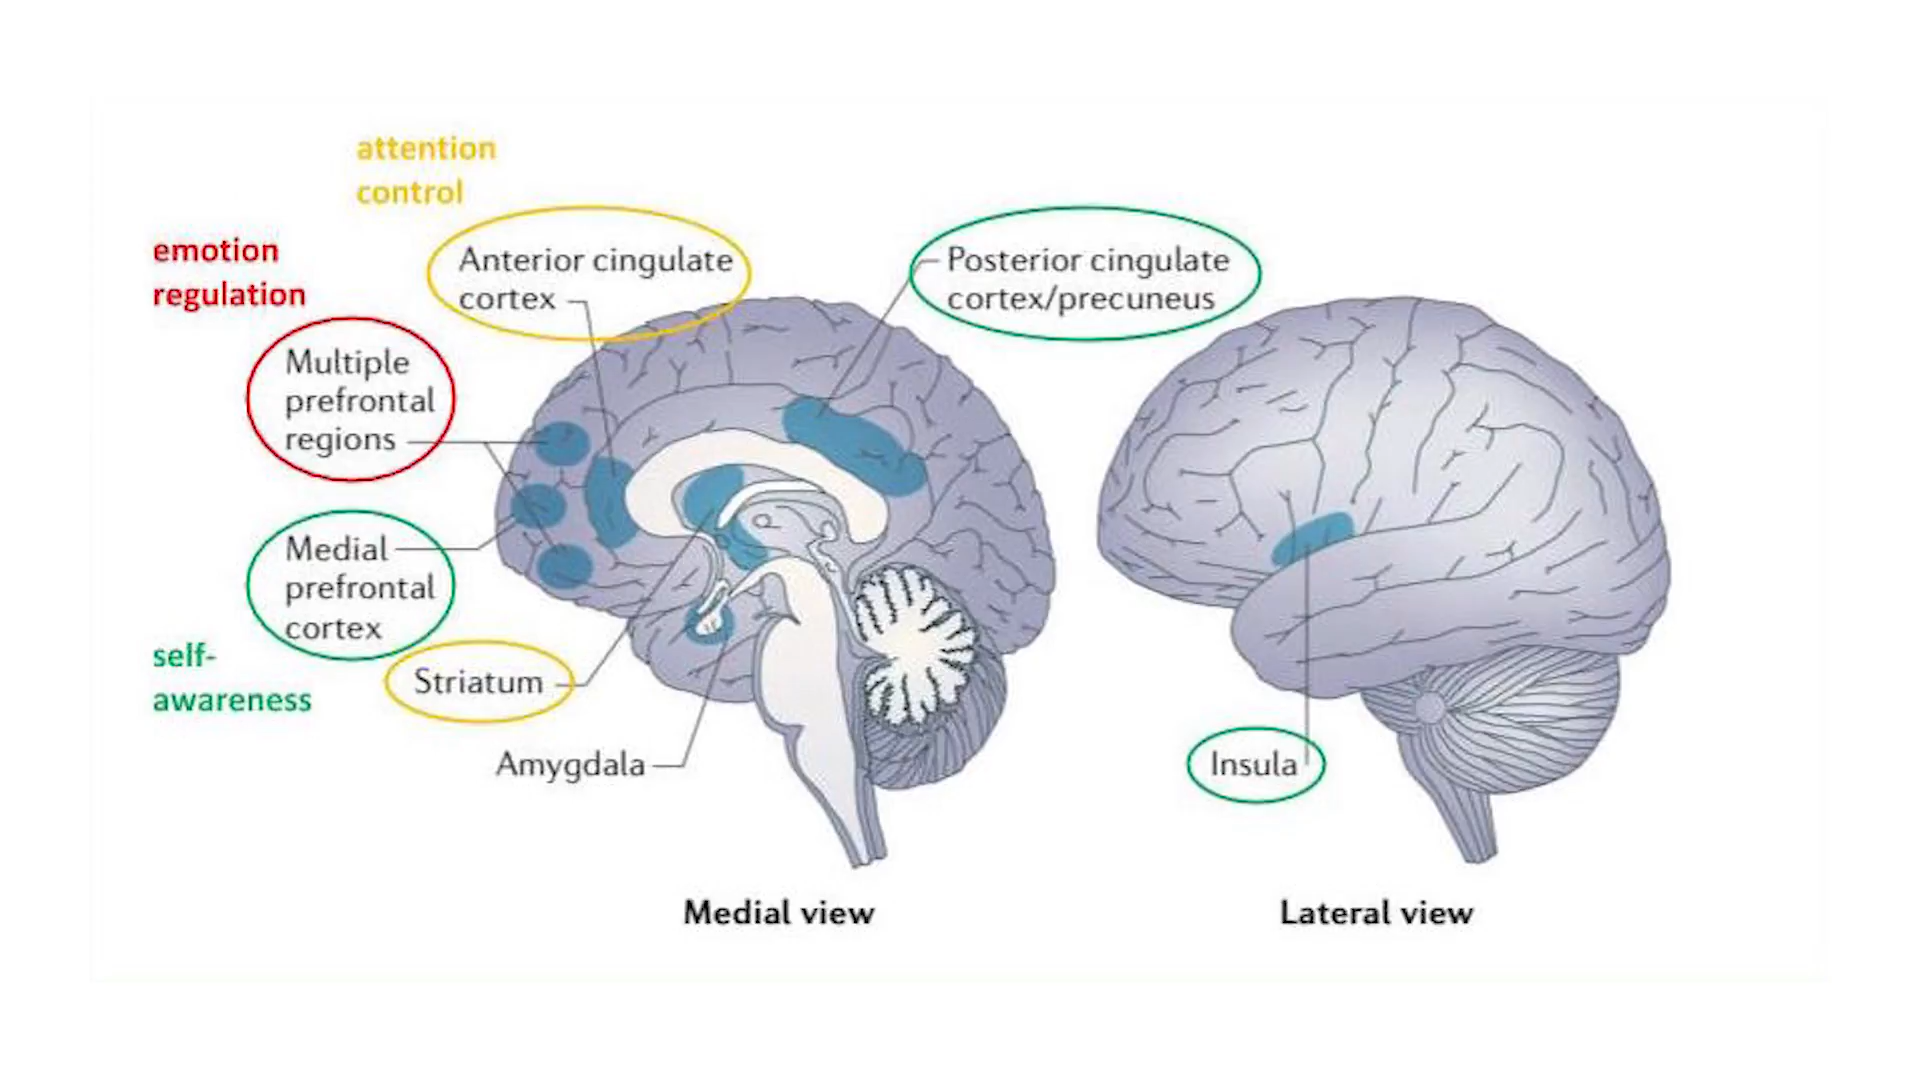 attention
control
emotion
regulation
Anterior cingulate
cortex
Posterior cingulate
cortex/precuneus
Multiple
prefrontal
regions
Medial
prefrontal
cortex
self-
awareness
Striatum
Amygdala
Insula
Medial view
Lateral view